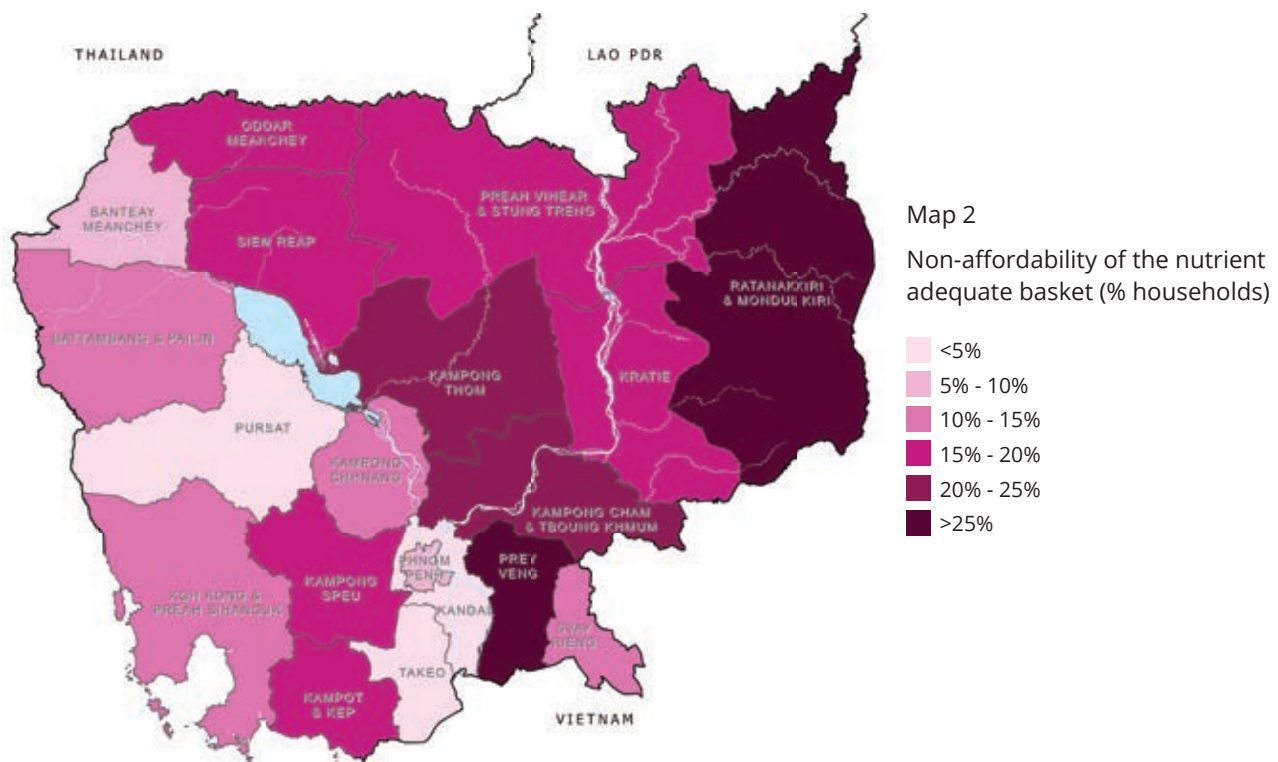 THAILAND
LAO PDR
ODDAR
MEANCHEY
PREAH VIHEAR
& STUNG TRENG
BANTEAY
MEANCHEY
SIEM REAP
RATANAKKIRI
& MONDUL KIRI
BATTAMBANG & PAILIN
KAMPONG
THOM
KRATIE
PURSAT
KAMPONG
CHHNANG
KAMPONG CHAM
& TBOUNG KHMUM
PHNOM
PENH
PREY
VENG
KAMPONG
SPEU
KOH KONG &
PREAH SIHANOUK
KANDAL
SVAY
RIENG
TAKEO
KAMPOT
& KEP
VIETNAM
Map 2
Non-affordability of the nutrient
adequate basket (% households)
<5%
5% - 10%
10% - 15%
15% - 20%
20% - 25%
>25%